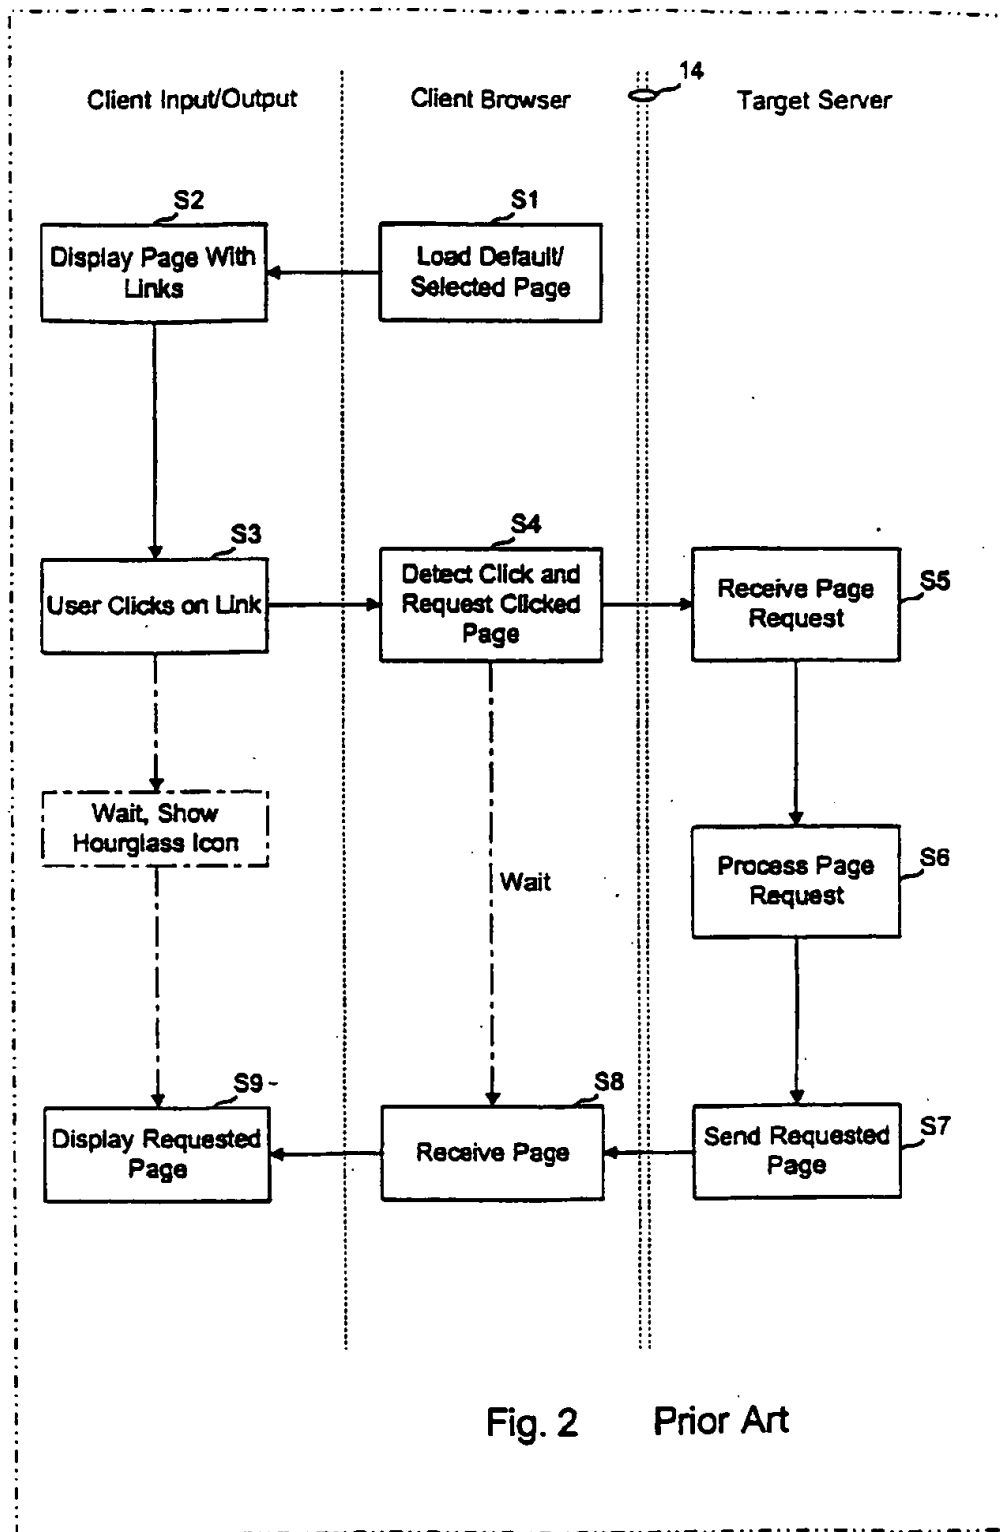 14
Client Input/Output
Client Browser
Target Server
S2
S1
Display Page With
Links
Load Default/
Selected Page
S3
S4
User Clicks on Link
Detect Click and
Request Clicked
Page
Receive Page
Request
S5
Wait, Show
Hourglass Icon
Wait
Process Page
Request
S6
S9
S8
Display Requested
Page
Receive Page
Send Requested
Page
S7
Fig. 2 Prior Art